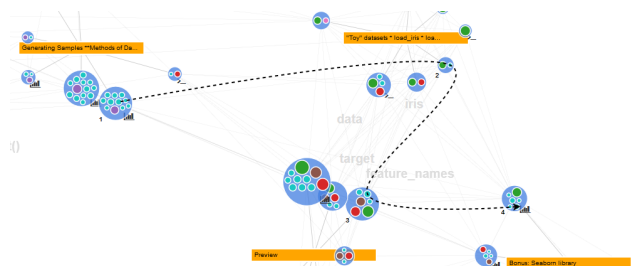 Generating Samples **Methods of Da...
"Toy" datasets * load_iris * loa...
2
1
iris
data
:()
target
feature_names
3
4
Preview
Bonus: Seaborn library